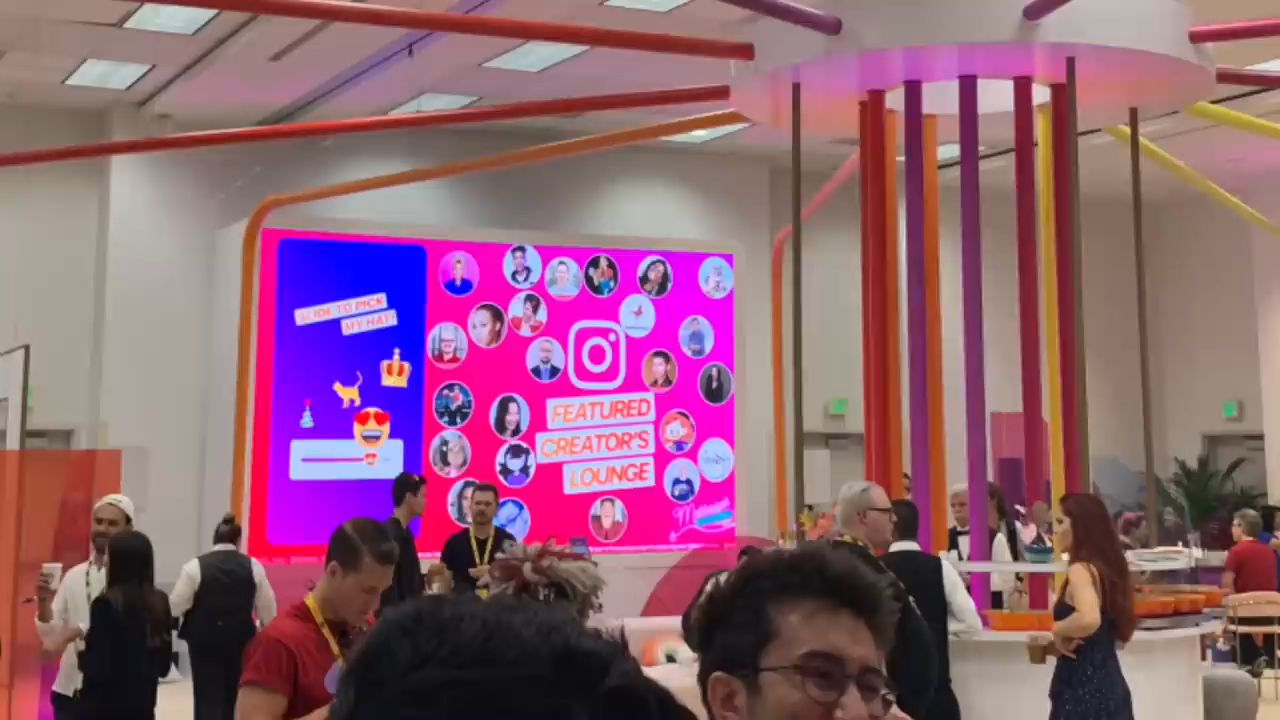 SLIDE TO PICK
MY HAT!
FEATURED
CREATOR'S
LOUNGE